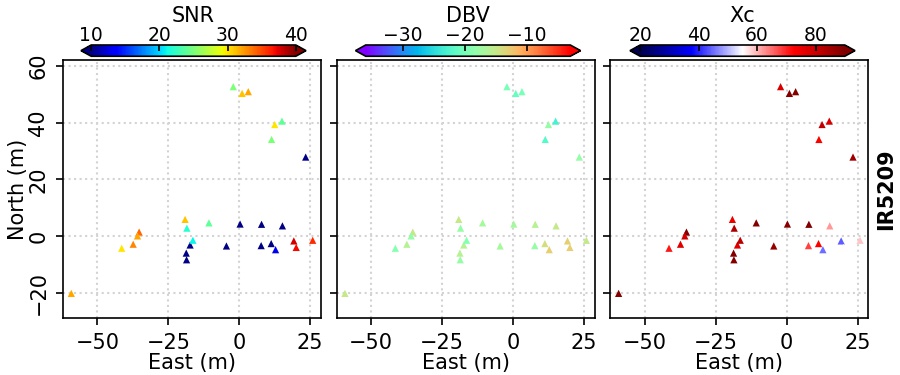 SNR
DBV
Xc
10 20 30 40
−30 −20 −10
20 40 60 80
60
40
20
0
−20
North (m)
IR5209
−50 −25 0 25
−50 −25 0 25
−50 −25 0 25
East (m)
East (m)
East (m)